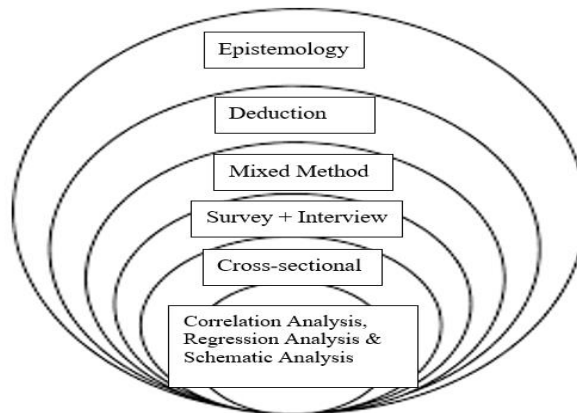 Epistemology
Deduction
Mixed Method
Survey + Interview
Cross-sectional
Correlation Analysis,
Regression Analysis &
Schematic Analysis